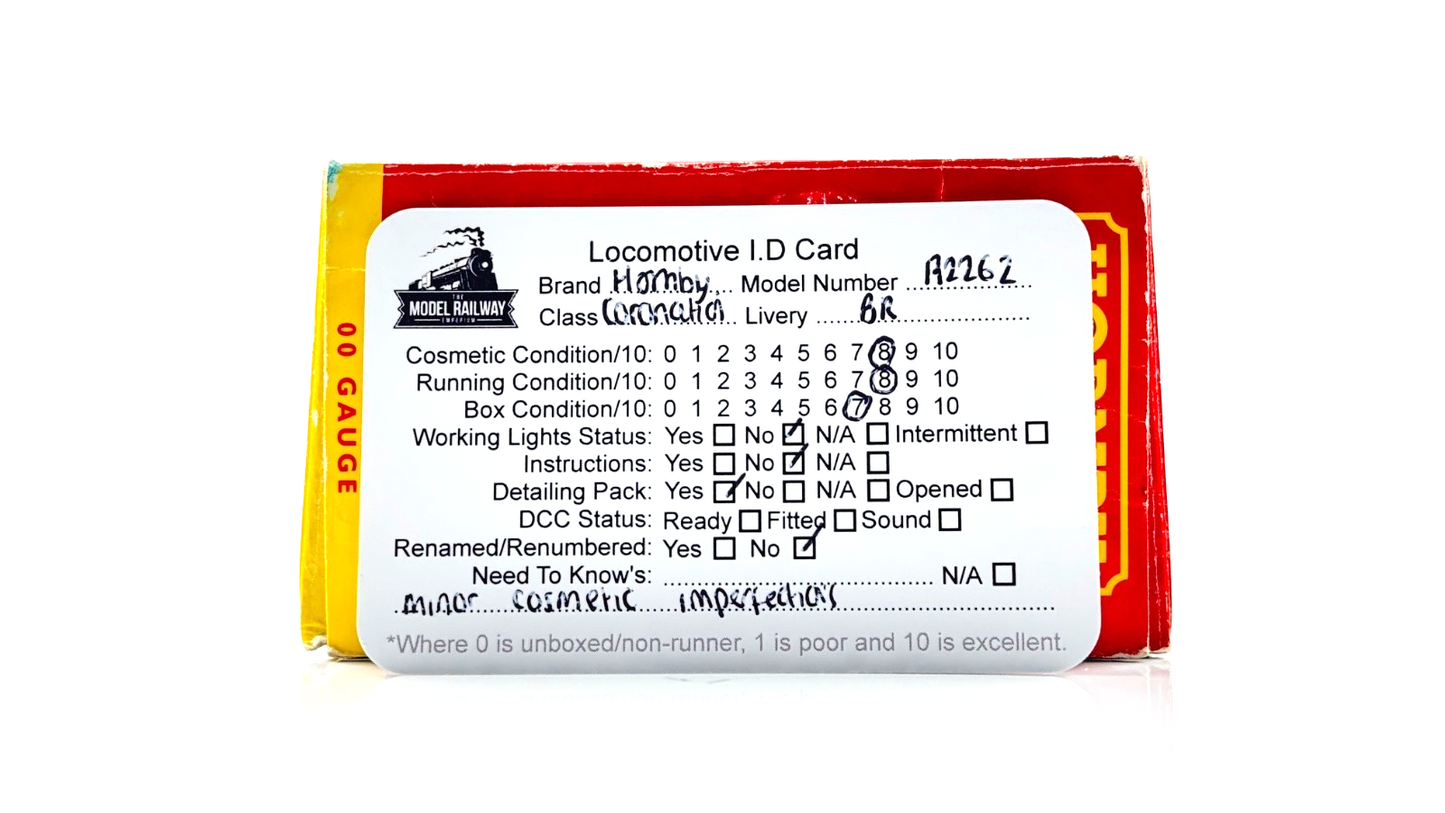 Locomotive I.D Card
THE
MODEL RAILWAY
EMPORIUM
Brand Hornby Model Number R2262
Class Coronation Livery BR
Cosmetic Condition/10: 0 1 2 3 4 5 6 7 8 9 10
Running Condition/10: 0 1 2 3 4 5 6 7 8 9 10
Box Condition/10: 0 1 2 3 4 5 6 7 8 9 10
Working Lights Status: Yes No N/A Intermittent
Instructions: Yes No N/A
Detailing Pack: Yes No N/A Opened
DCC Status: Ready Fitted Sound
Renamed/Renumbered: Yes No
Need To Know's: N/A
minor cosmetic imperfections
*Where 0 is unboxed/non-runner, 1 is poor and 10 is excellent.
00 GAUGE
HORNBY